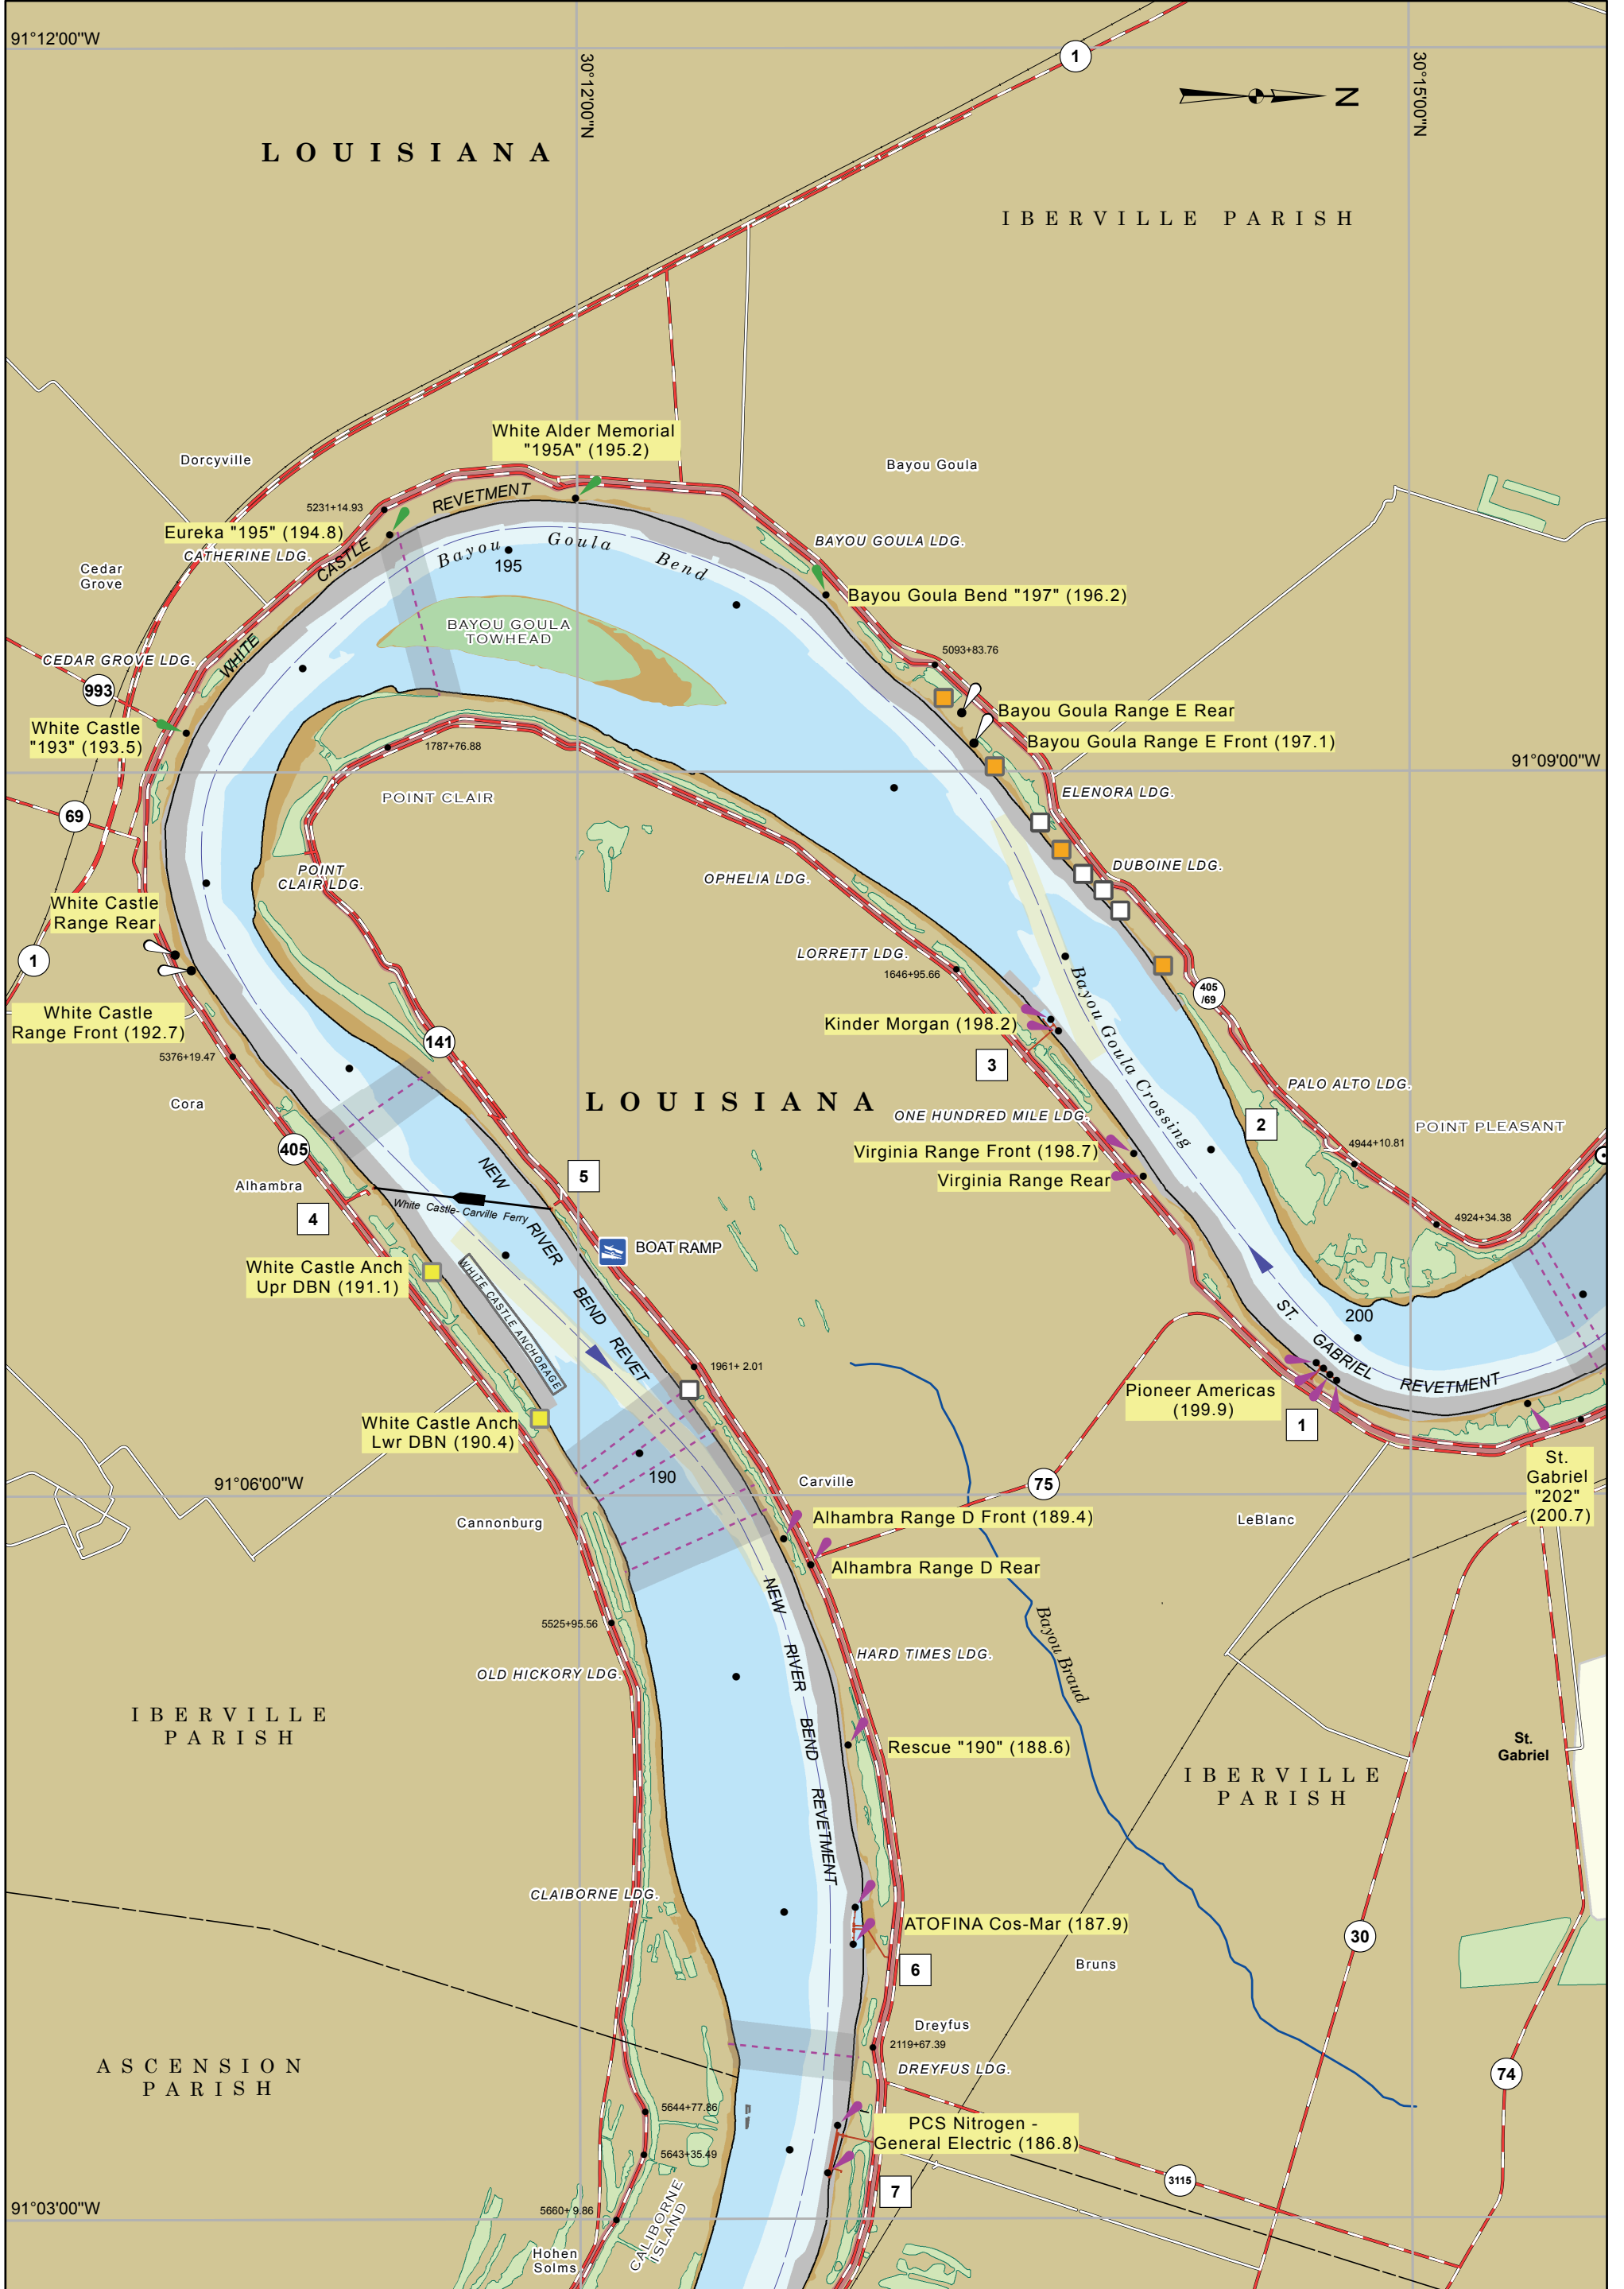 91°12'00"W
30°12'00"N
30°15'00"N
1
N
LOUISIANA
IBERVILLE PARISH
White Alder Memorial
"195A" (195.2)
Dorcyville
Bayou Goula
5231+14.93
REVETMENT
Eureka "195" (194.8)
CATHERINE LDG.
CASTLE
Bayou Goula Bend
195
BAYOU GOULA LDG.
Cedar
Grove
Bayou Goula Bend "197" (196.2)
BAYOU GOULA
TOWHEAD
WHITE
CEDAR GROVE LDG.
5093+83.76
993
White Castle
"193" (193.5)
Bayou Goula Range E Rear
Bayou Goula Range E Front (197.1)
1787+76.88
91°09'00"W
POINT CLAIR
ELENORA LDG.
69
POINT
CLAIR LDG.
OPHELIA LDG.
DUBOINE LDG.
White Castle
Range Rear
1
LORRETT LDG.
1646+95.66
405
/69
White Castle
Range Front (192.7)
Kinder Morgan (198.2)
Bayou Goula Crossing
5376+19.47
141
3
Cora
LOUISIANA
PALO ALTO LDG.
ONE HUNDRED MILE LDG.
2
POINT PLEASANT
405
Virginia Range Front (198.7)
4944+10.81
Virginia Range Rear
Alhambra
5
NEW
White Castle-Carville Ferry
4
4924+34.38
RIVER
BOAT RAMP
White Castle Anch
Upr DBN (191.1)
WHITE CASTLE ANCHORAGE
BEND
REVET
ST.
GABRIEL
REVETMENT
200
1961+ 2.01
Pioneer Americas
(199.9)
1
White Castle Anch
Lwr DBN (190.4)
190
91°06'00"W
Carville
75
St.
Gabriel
"202"
(200.7)
Cannonburg
Alhambra Range D Front (189.4)
LeBlanc
Alhambra Range D Rear
NEW
RIVER
BEND
REVETMENT
Bayou Braud
5525+95.56
HARD TIMES LDG.
OLD HICKORY LDG.
IBERVILLE
PARISH
Rescue "190" (188.6)
St.
Gabriel
IBERVILLE
PARISH
CLAIBORNE LDG.
ATOFINA Cos-Mar (187.9)
30
6
Bruns
Dreyfus
2119+67.39
DREYFUS LDG.
ASCENSION
PARISH
74
5644+77.86
PCS Nitrogen -
General Electric (186.8)
5643+35.49
3115
7
91°03'00"W
5660+ 9.86
CALIBORNE
ISLAND
Hohen
Solms